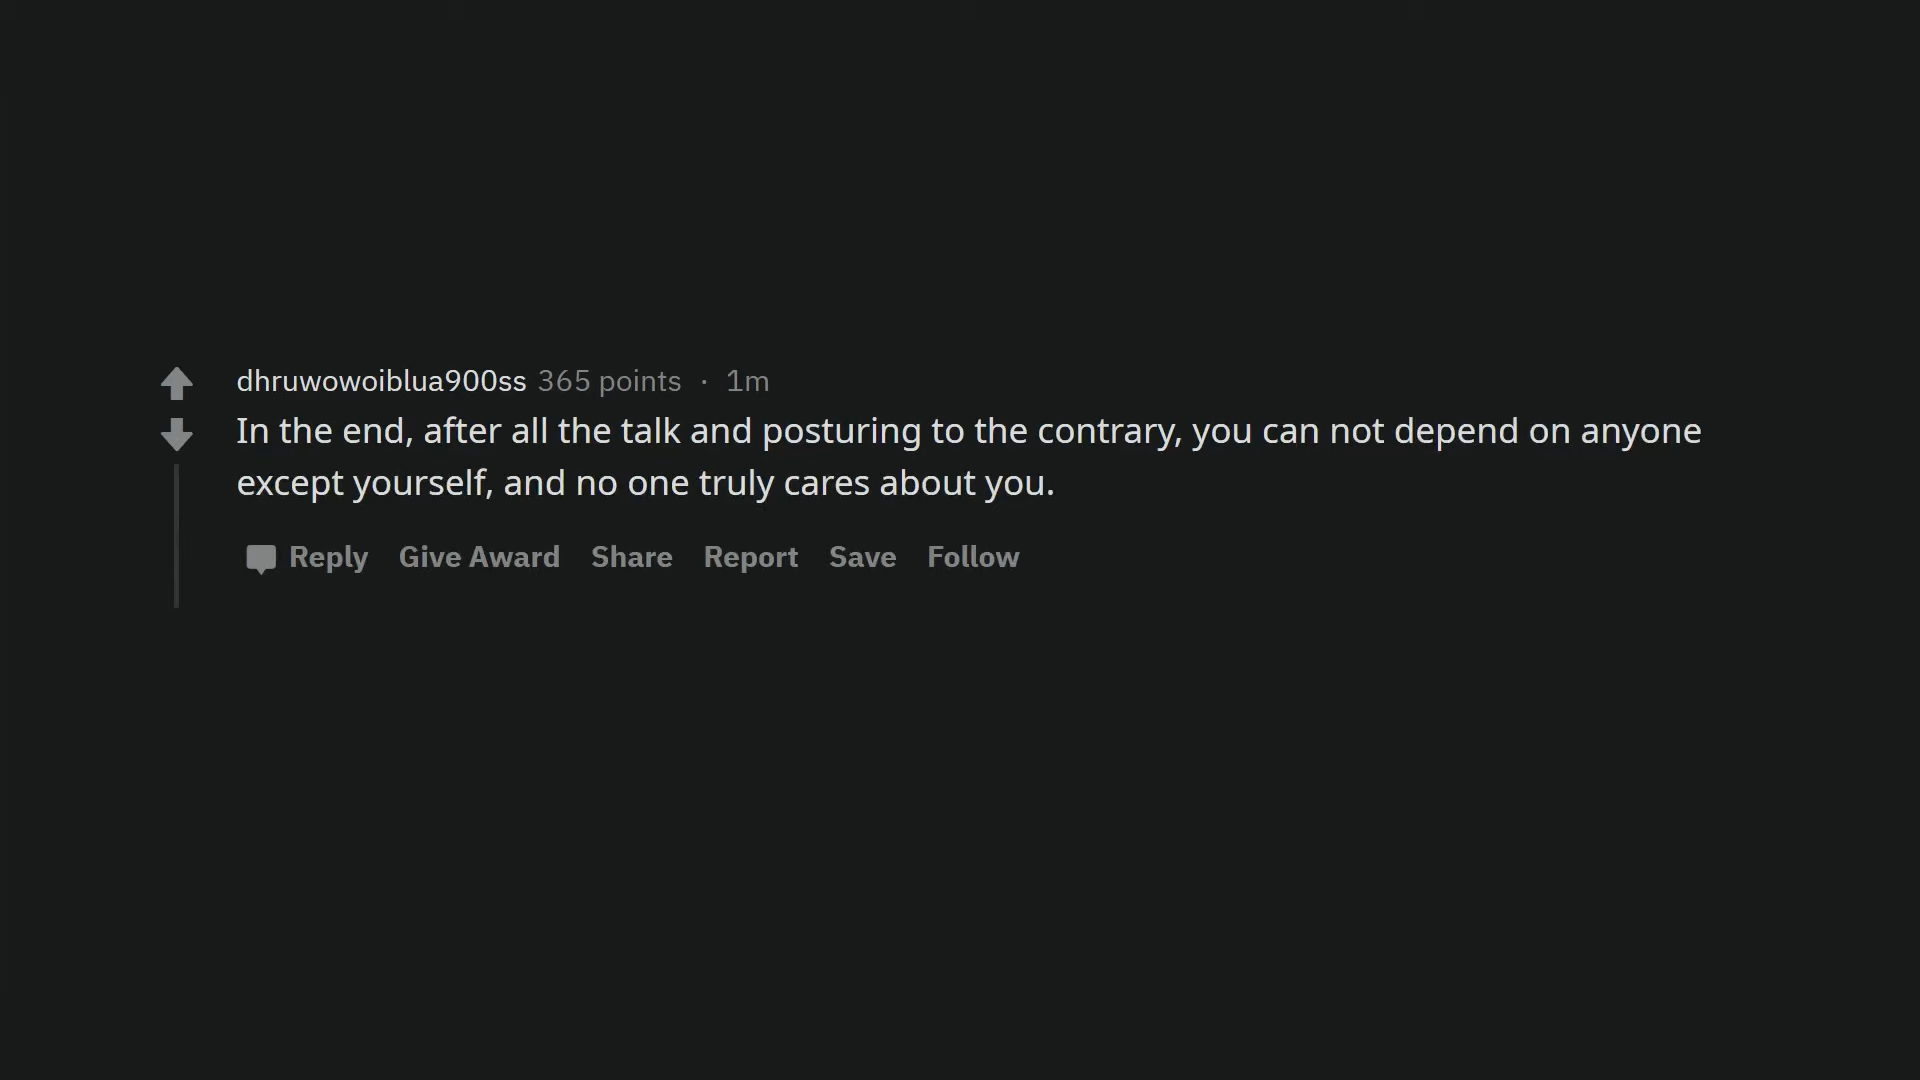 dhruwowoiblua900ss 365 points · 1m
In the end, after all the talk and posturing to the contrary, you can not depend on anyone
except yourself, and no one truly cares about you.
Reply Give Award Share Report Save Follow